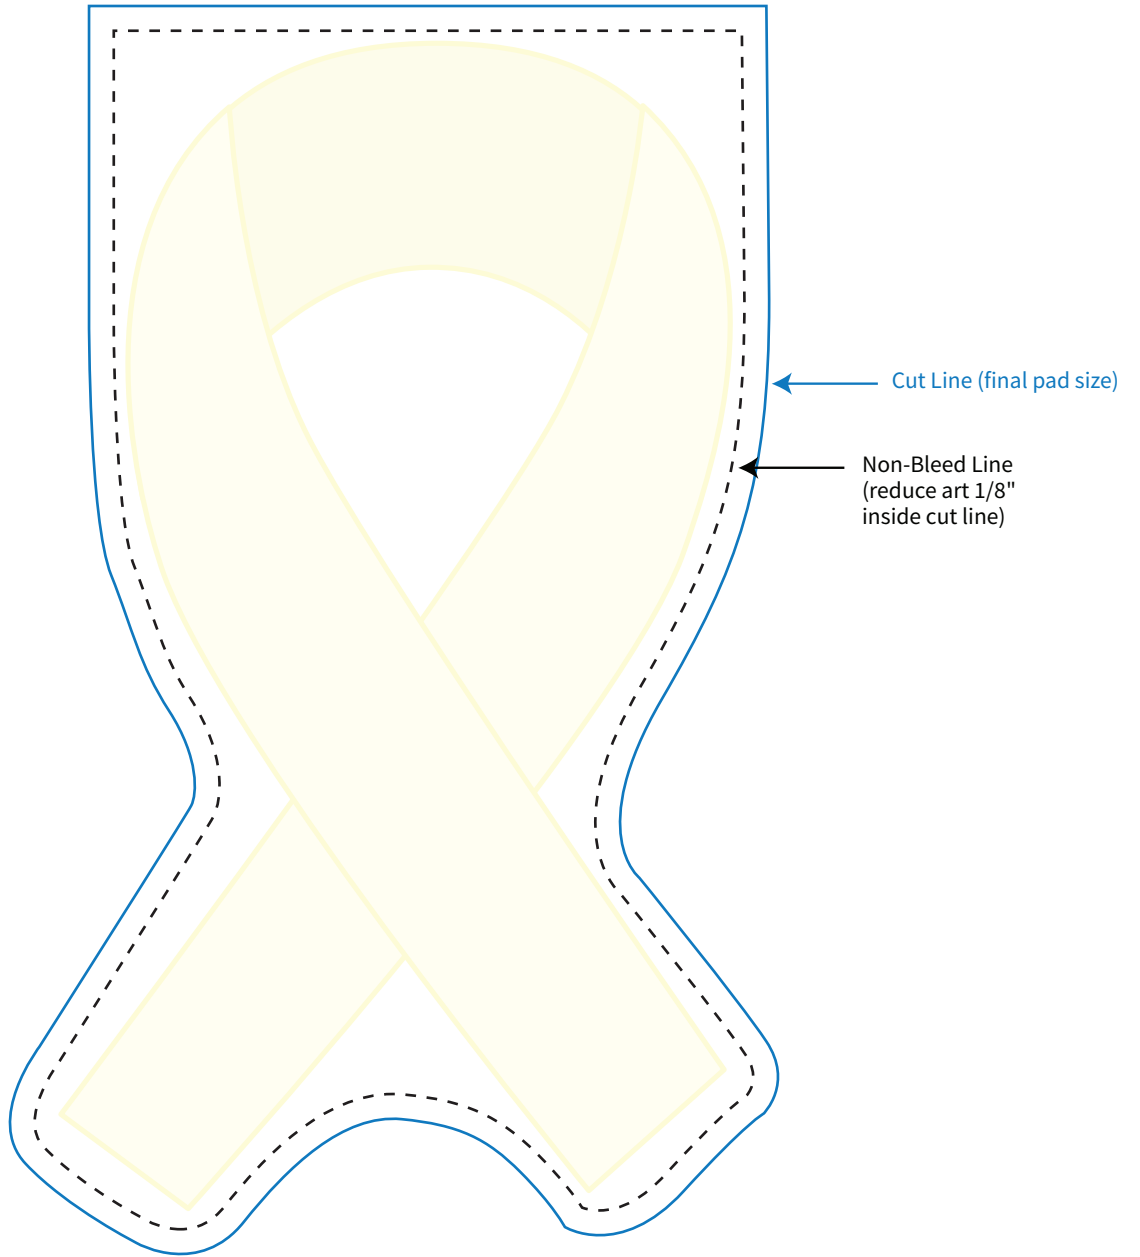 Cut Line (final pad size)
Non-Bleed Line
(reduce art 1/8"
inside cut line)